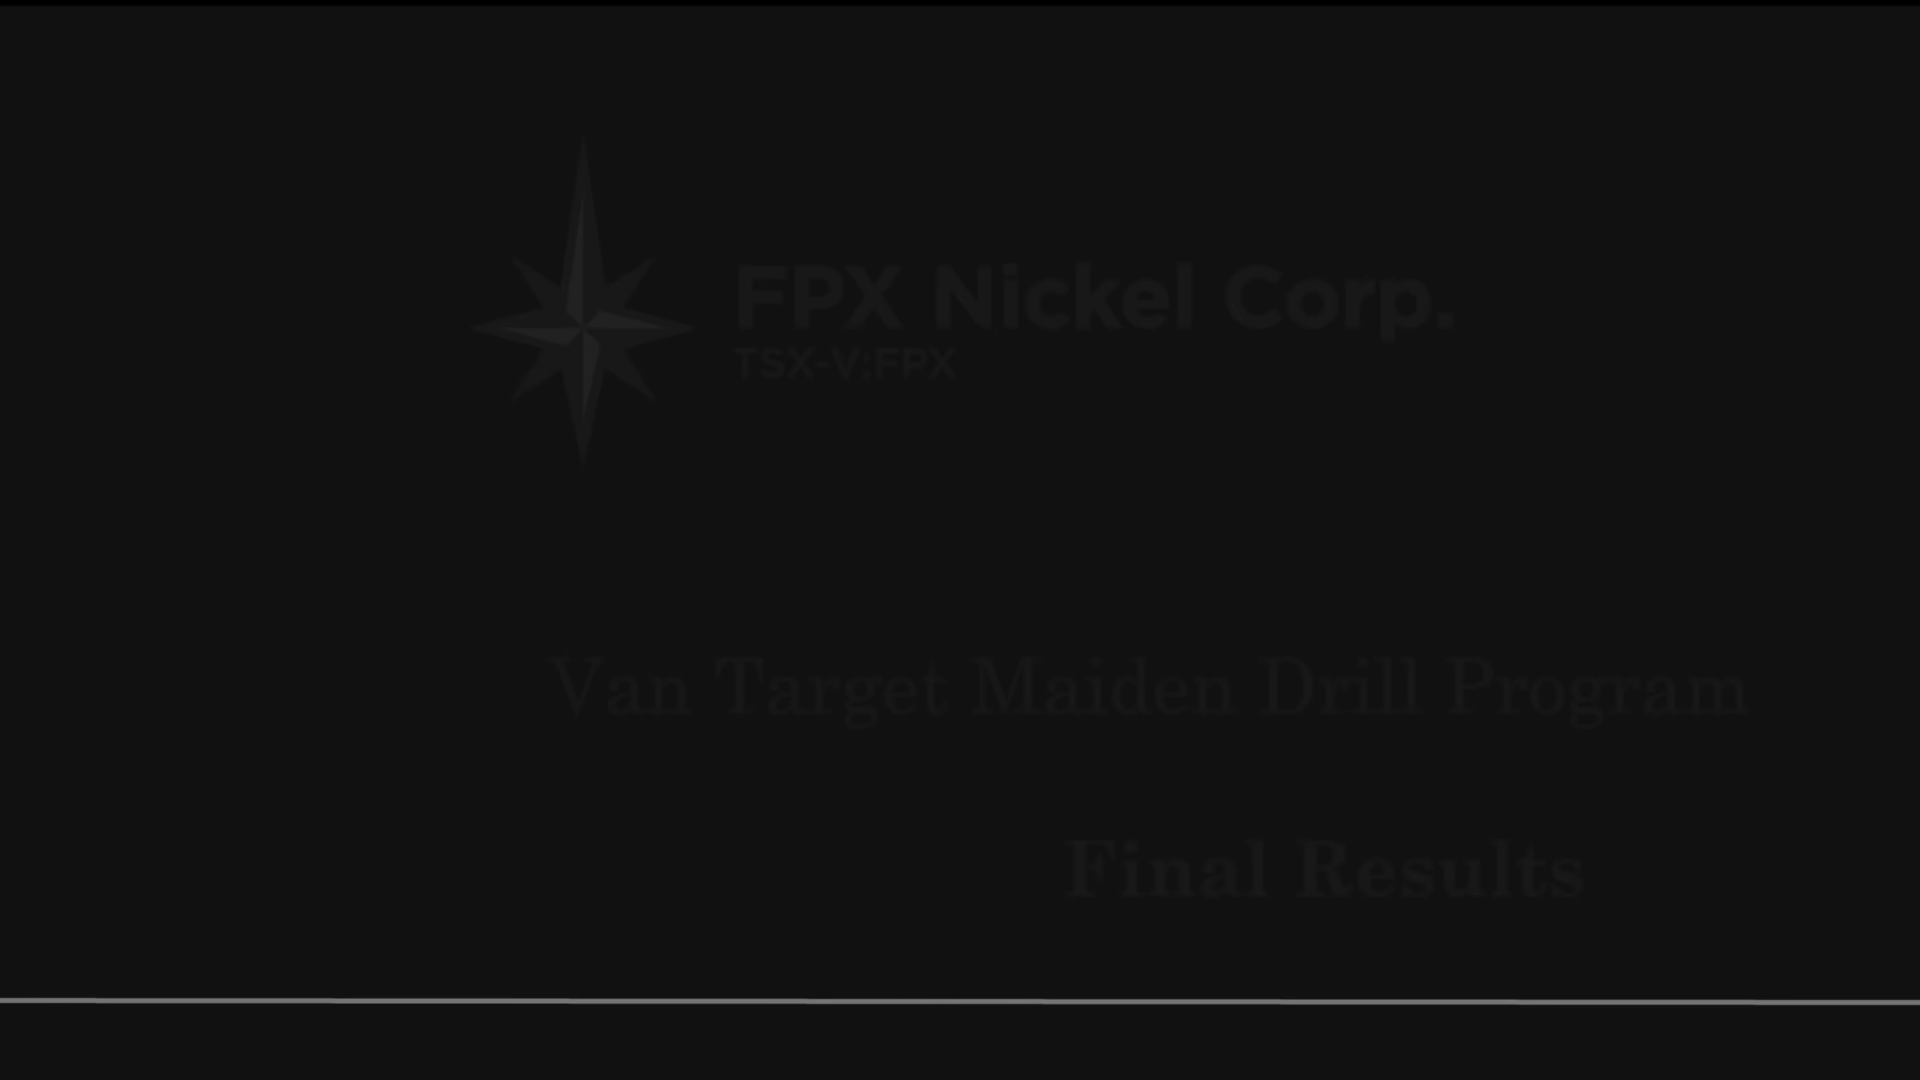 FPX Nickel Corp.
TSX-V:FPX
Van Target Maiden Drill Program
Final Results